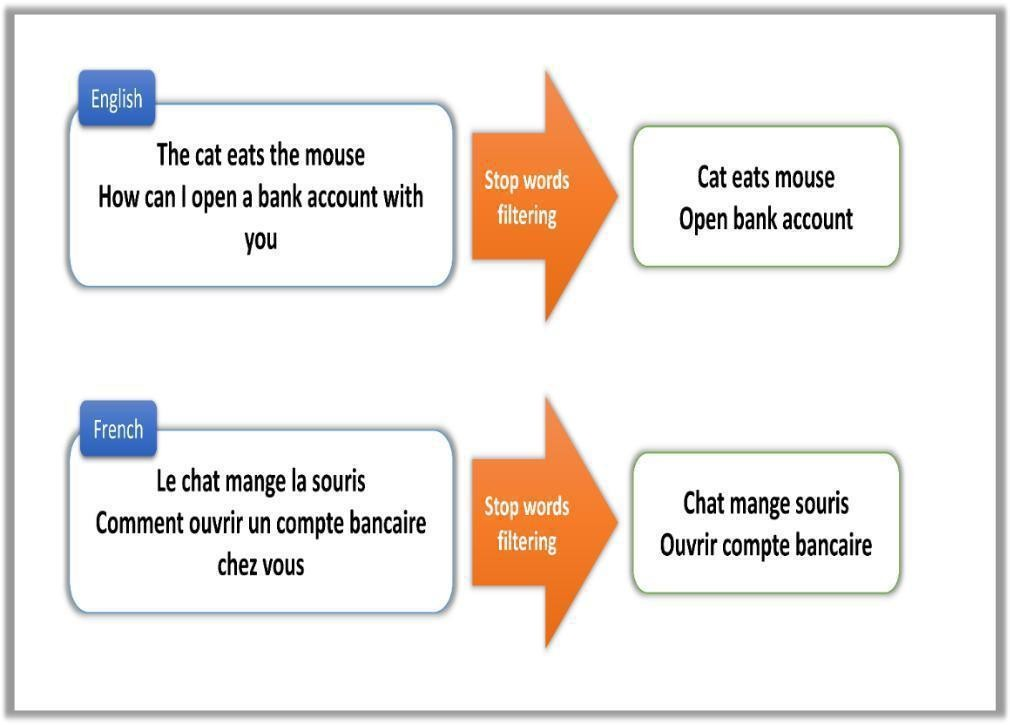 English
The cat eats the mouse
How can I open a bank account with
you
Stop words
filtering
Cat eats mouse
Open bank account
French
Le chat mange la souris
Comment ouvrir un compte bancaire
chez vous
Stop words
filtering
Chat mange souris
Ouvrir compte bancaire